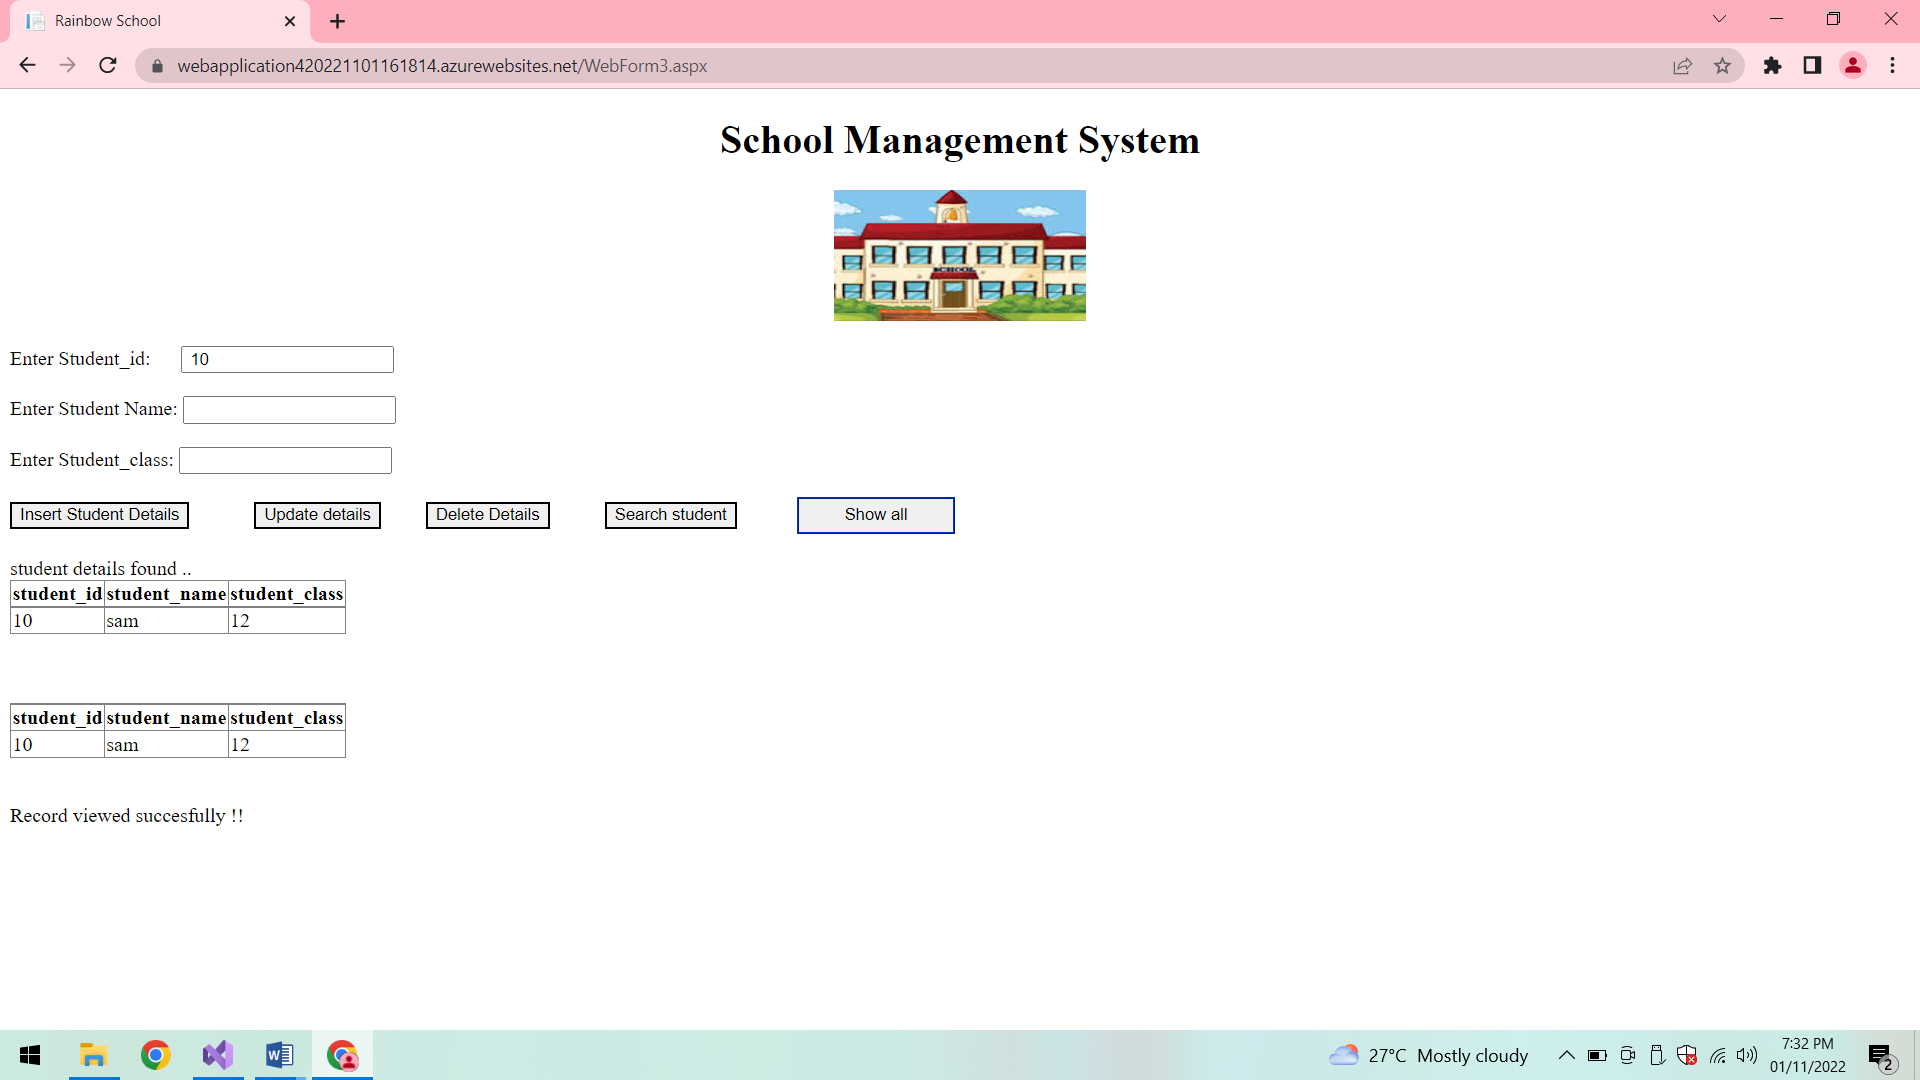 Rainbow School
webapplication420221101161814.azurewebsites.net/WebForm3.aspx
School Management System
SCHOOL
Enter Student_id: 10
Enter Student Name:
Enter Student_class:
Insert Student Details Update details Delete Details Search student Show all
student details found ..
student_id student_name student_class
10 sam 12
student_id student_name student_class
10 sam 12
Record viewed succesfully !!
27°C Mostly cloudy
7:32 PM
01/11/2022
2